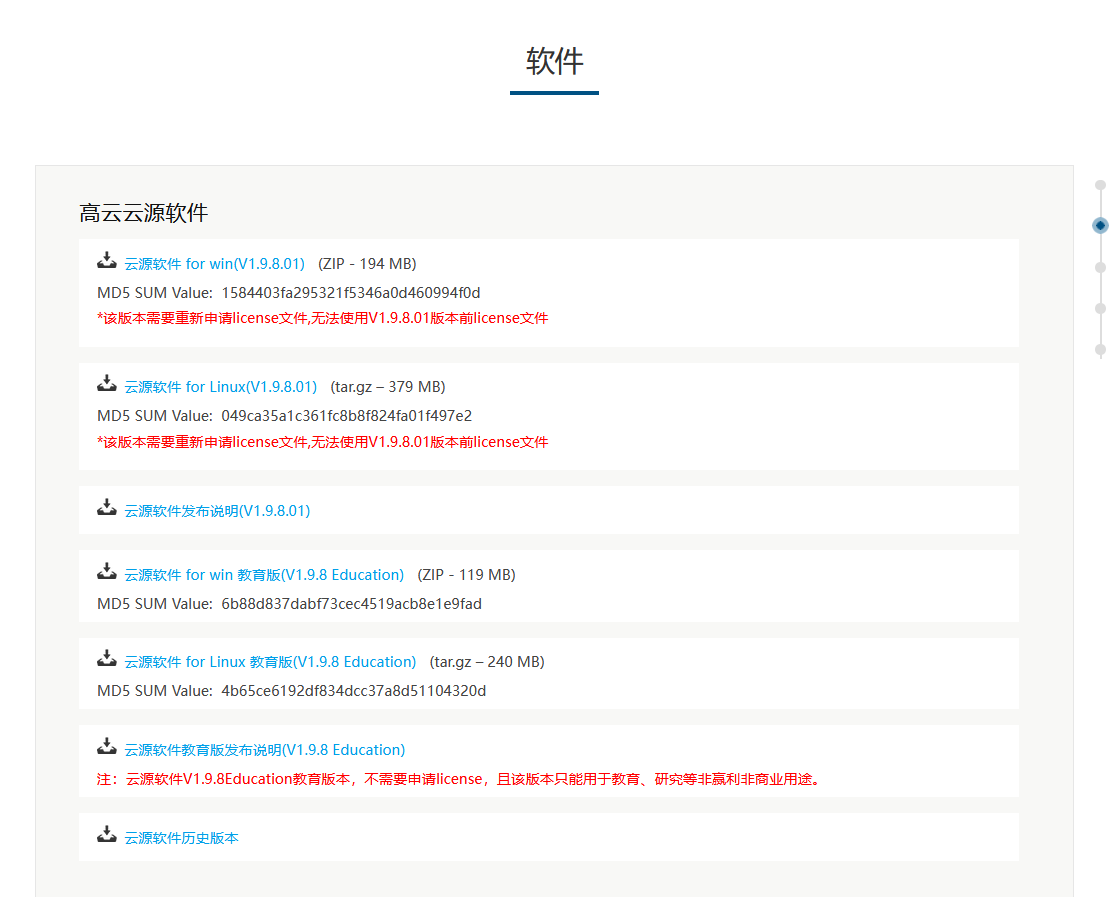 软件
高云云源软件
云源软件 for win(V1.9.8.01) (ZIP - 194 MB)
MD5 SUM Value: 1584403fa295321f5346a0d460994f0d
*该版本需要重新申请license文件,无法使用V1.9.8.01版本前license文件
云源软件 for Linux(V1.9.8.01) (tar.gz – 379 MB)
MD5 SUM Value: 049ca35a1c361fc8b8f824fa01f497e2
*该版本需要重新申请license文件,无法使用V1.9.8.01版本前license文件
云源软件发布说明(V1.9.8.01)
云源软件 for win 教育版(V1.9.8 Education) (ZIP - 119 MB)
MD5 SUM Value: 6b88d837dabf73cec4519acb8e1e9fad
云源软件 for Linux 教育版(V1.9.8 Education) (tar.gz – 240 MB)
MD5 SUM Value: 4b65ce6192df834dcc37a8d51104320d
云源软件教育版发布说明(V1.9.8 Education)
注：云源软件V1.9.8Education教育版本，不需要申请license，且该版本只能用于教育、研究等非赢利非商业用途。
云源软件历史版本